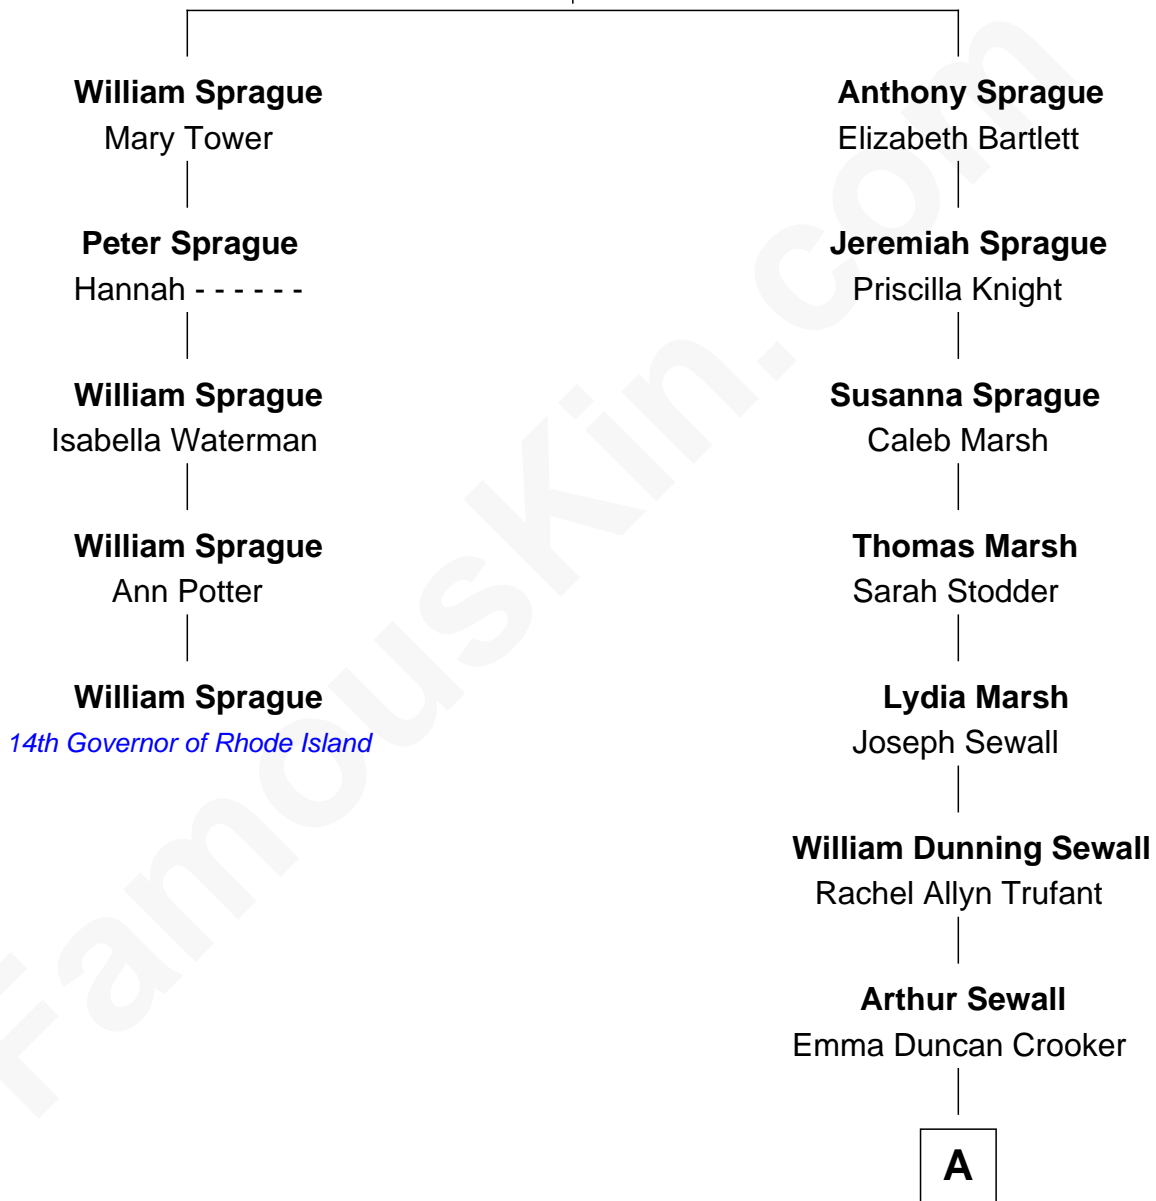 William Sprague
Mary Tower
Peter Sprague
Hannah - - - - - -
William Sprague
Isabella Waterman
William Sprague
Ann Potter
William Sprague
14th Governor of Rhode Island
Anthony Sprague
Elizabeth Bartlett
Jeremiah Sprague
Priscilla Knight
Susanna Sprague
Caleb Marsh
Thomas Marsh
Sarah Stodder
Lydia Marsh
Joseph Sewall
William Dunning Sewall
Rachel Allyn Trufant
Arthur Sewall
Emma Duncan Crooker
A
FamousKin.com